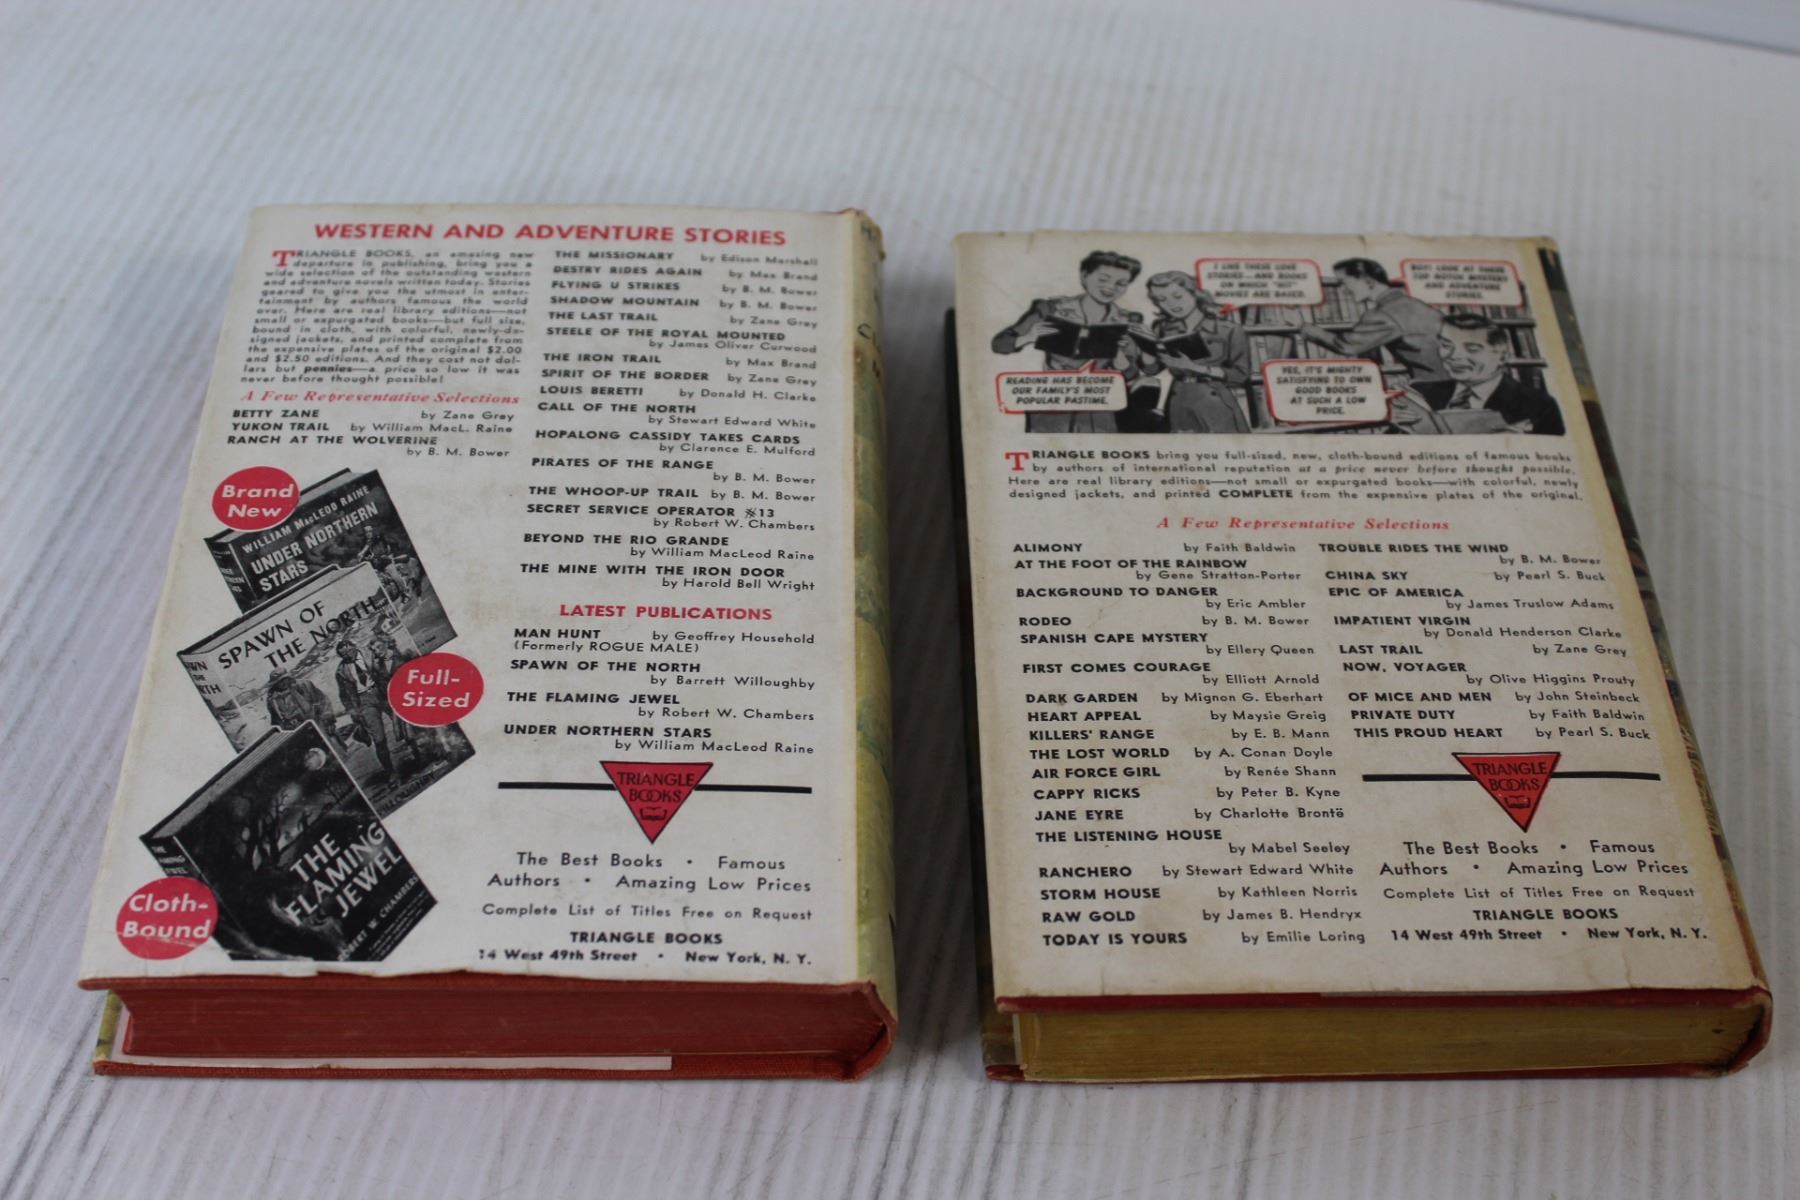 WESTERN AND ADVENTURE STORIES
TRIANGLE BOOKS, an amazing new
departure in publishing, bring you a
wide selection of the outstanding western
and adventure novels written today. Stories
geared to give you the utmost in enter-
tainment by authors famous the world
over. Here are real library editions—not
small or expurgated books—but full size,
bound in cloth, with colorful, newly-de-
signed jackets, and printed complete from
the expensive plates of the original $2.00
and $2.50 editions. And they cost not dol-
lars but pennies—a price so low it was
never before thought possible!
A Few Representative Selections
BETTY ZANE by Zane Grey
YUKON TRAIL by William MacL. Raine
RANCH AT THE WOLVERINE
by B. M. Bower
Brand
New
WILLIAM MACLEOD RAINE
UNDER NORTHERN
STARS
SPAWN OF
THE NORTH
Full-
Sized
THE
FLAMING
JEWEL
ROBERT W. CHAMBERS
Cloth-
Bound
THE MISSIONARY by Edison Marshall
DESTRY RIDES AGAIN by Max Brand
FLYING U STRIKES by B. M. Bower
SHADOW MOUNTAIN by B. M. Bower
THE LAST TRAIL by Zane Grey
STEELE OF THE ROYAL MOUNTED
by James Oliver Curwood
THE IRON TRAIL by Max Brand
SPIRIT OF THE BORDER by Zane Grey
LOUIS BERETTI by Donald H. Clarke
CALL OF THE NORTH
by Stewart Edward White
HOPALONG CASSIDY TAKES CARDS
by Clarence E. Mulford
PIRATES OF THE RANGE
by B. M. Bower
THE WHOOP-UP TRAIL by B. M. Bower
SECRET SERVICE OPERATOR #13
by Robert W. Chambers
BEYOND THE RIO GRANDE
by William MacLeod Raine
THE MINE WITH THE IRON DOOR
by Harold Bell Wright
LATEST PUBLICATIONS
MAN HUNT by Geoffrey Household
(Formerly ROGUE MALE)
SPAWN OF THE NORTH
by Barrett Willoughby
THE FLAMING JEWEL
by Robert W. Chambers
UNDER NORTHERN STARS
by William MacLeod Raine
TRIANGLE
BOOKS
The Best Books • Famous
Authors • Amazing Low Prices
Complete List of Titles Free on Request
TRIANGLE BOOKS
14 West 49th Street • New York, N. Y.
I LIKE THESE LOVE
STORIES—AND BOOKS
ON WHICH "HIT"
MOVIES ARE BASED.
BOY! LOOK AT THESE
TOP NOTCH MYSTERY
AND ADVENTURE
STORIES.
READING HAS BECOME
OUR FAMILY'S MOST
POPULAR PASTIME.
YES, IT'S MIGHTY
SATISFYING TO OWN
GOOD BOOKS
AT SUCH A LOW
PRICE.
TRIANGLE BOOKS bring you full-sized, new, cloth-bound editions of famous books
by authors of international reputation at a price never before thought possible.
Here are real library editions—not small or expurgated books—with colorful, newly
designed jackets, and printed COMPLETE from the expensive plates of the original.
A Few Representative Selections
ALIMONY by Faith Baldwin
AT THE FOOT OF THE RAINBOW
by Gene Stratton-Porter
BACKGROUND TO DANGER
by Eric Ambler
RODEO by B. M. Bower
SPANISH CAPE MYSTERY
by Ellery Queen
FIRST COMES COURAGE
by Elliott Arnold
DARK GARDEN by Mignon G. Eberhart
HEART APPEAL by Maysie Greig
KILLERS' RANGE by E. B. Mann
THE LOST WORLD by A. Conan Doyle
AIR FORCE GIRL by Renée Shann
CAPPY RICKS by Peter B. Kyne
JANE EYRE by Charlotte Brontë
THE LISTENING HOUSE
by Mabel Seeley
RANCHERO by Stewart Edward White
STORM HOUSE by Kathleen Norris
RAW GOLD by James B. Hendryx
TODAY IS YOURS by Emilie Loring
TROUBLE RIDES THE WIND
by B. M. Bower
CHINA SKY by Pearl S. Buck
EPIC OF AMERICA
by James Truslow Adams
IMPATIENT VIRGIN
by Donald Henderson Clarke
LAST TRAIL by Zane Grey
NOW, VOYAGER
by Olive Higgins Prouty
OF MICE AND MEN by John Steinbeck
PRIVATE DUTY by Faith Baldwin
THIS PROUD HEART by Pearl S. Buck
TRIANGLE
BOOKS
The Best Books • Famous
Authors • Amazing Low Prices
Complete List of Titles Free on Request
TRIANGLE BOOKS
14 West 49th Street • New York, N. Y.